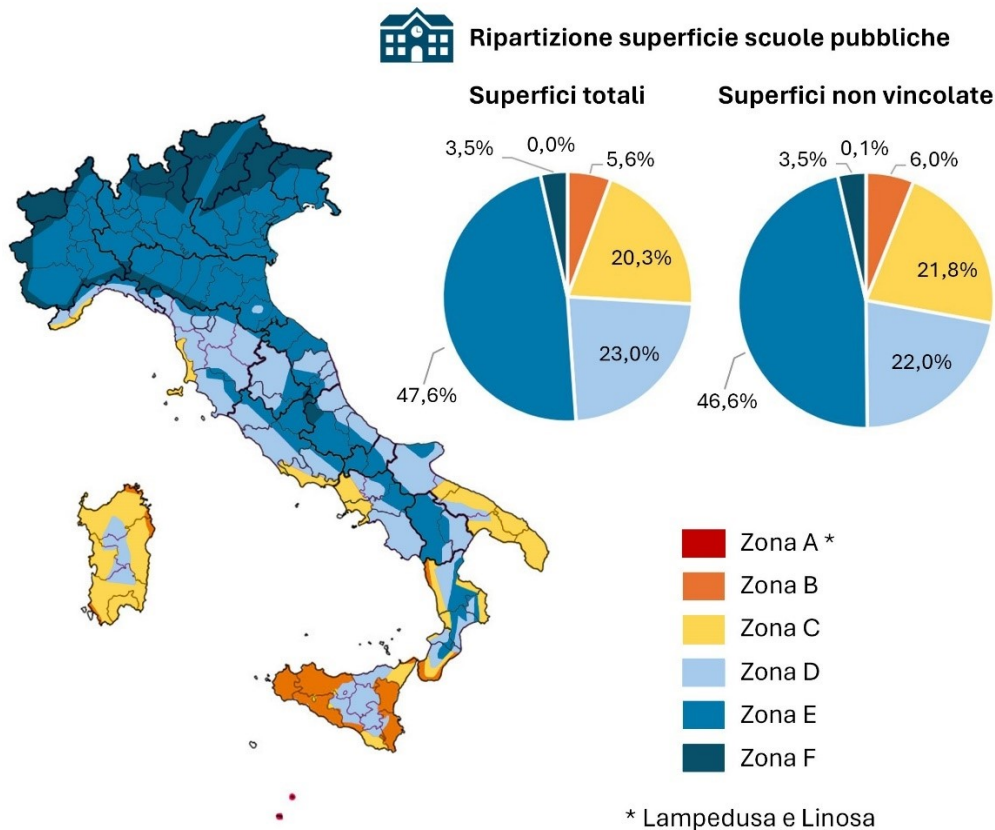 Ripartizione superficie scuole pubbliche
Superfici totali
Superfici non vincolate
3,5%
0,0%
5,6%
20,3%
23,0%
47,6%
3,5%
0,1%
6,0%
21,8%
22,0%
46,6%
Zona A *
Zona B
Zona C
Zona D
Zona E
Zona F
* Lampedusa e Linosa